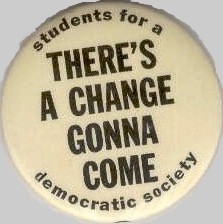 students for a
THERE'S
A CHANGE
GONNA
COME
democratic society